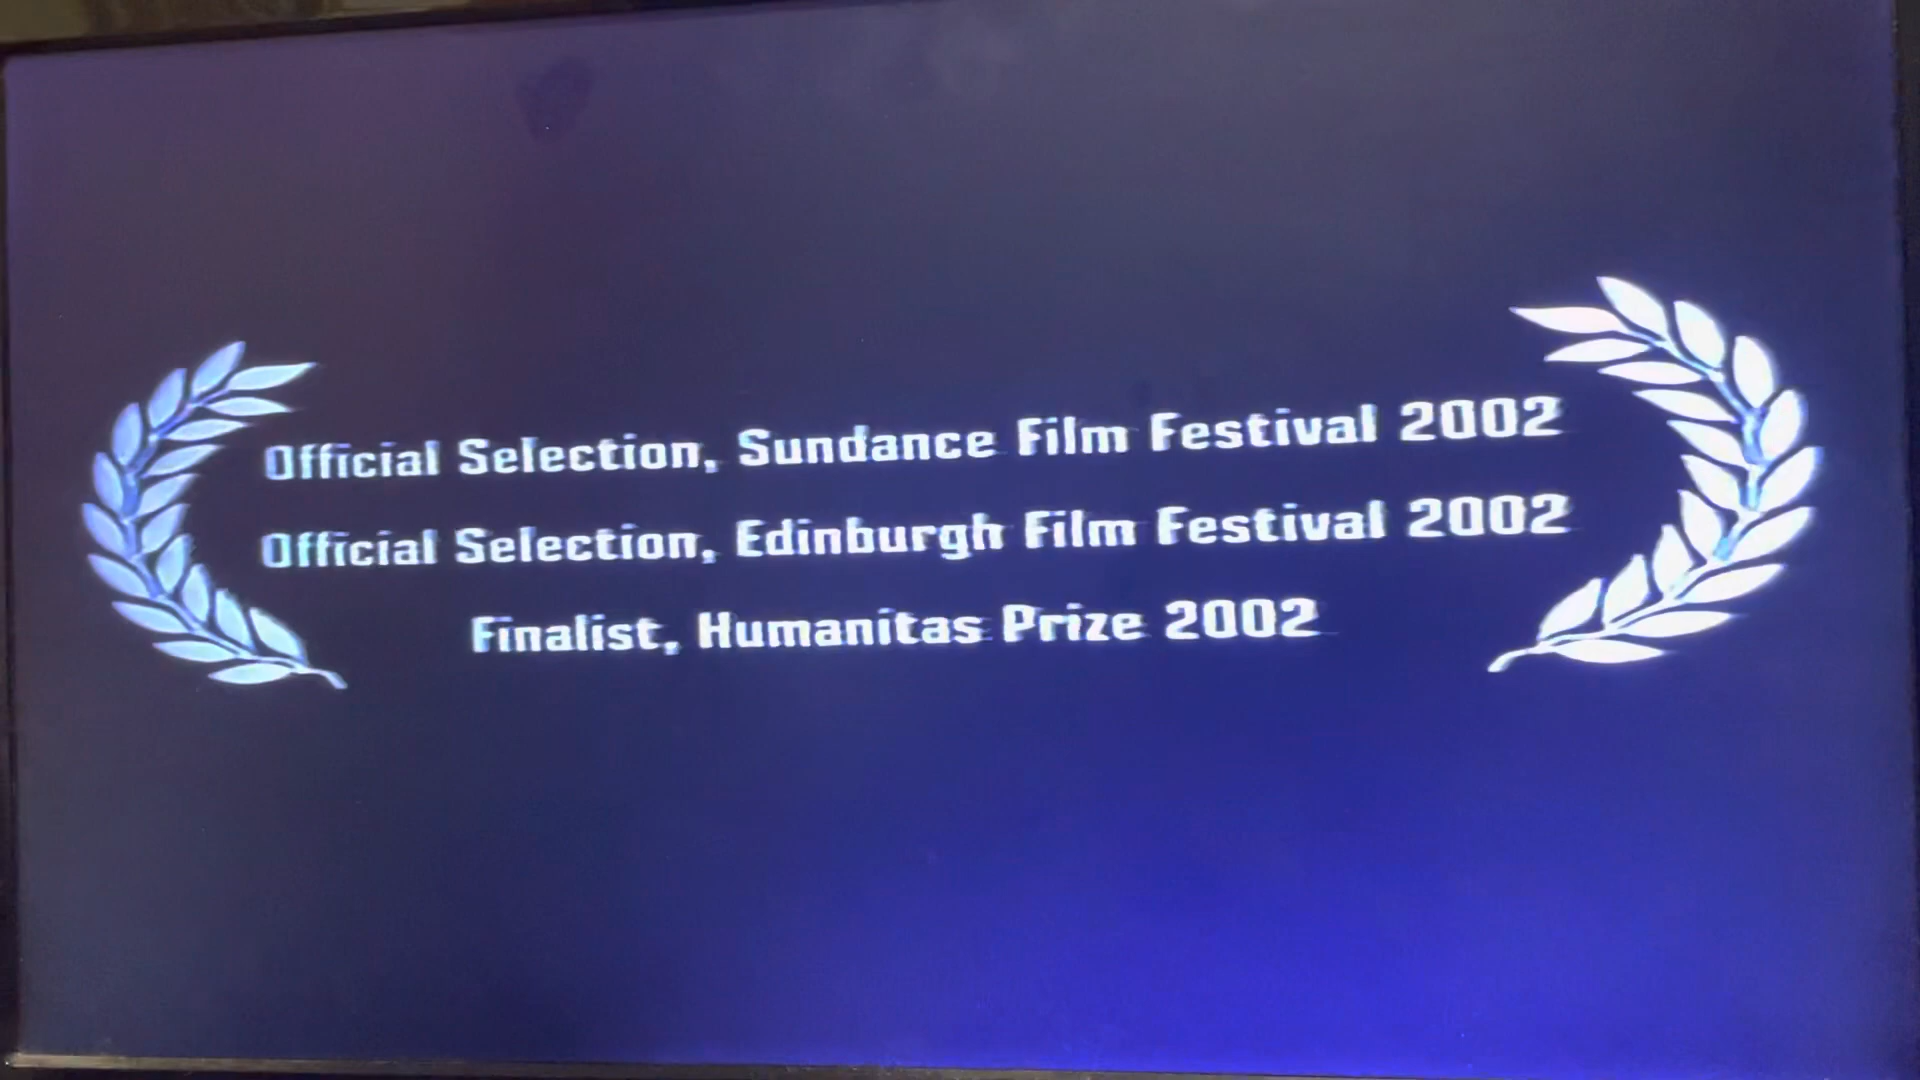 Official Selection, Sundance Film Festival 2002
Official Selection, Edinburgh Film Festival 2002
Finalist, Humanitas Prize 2002